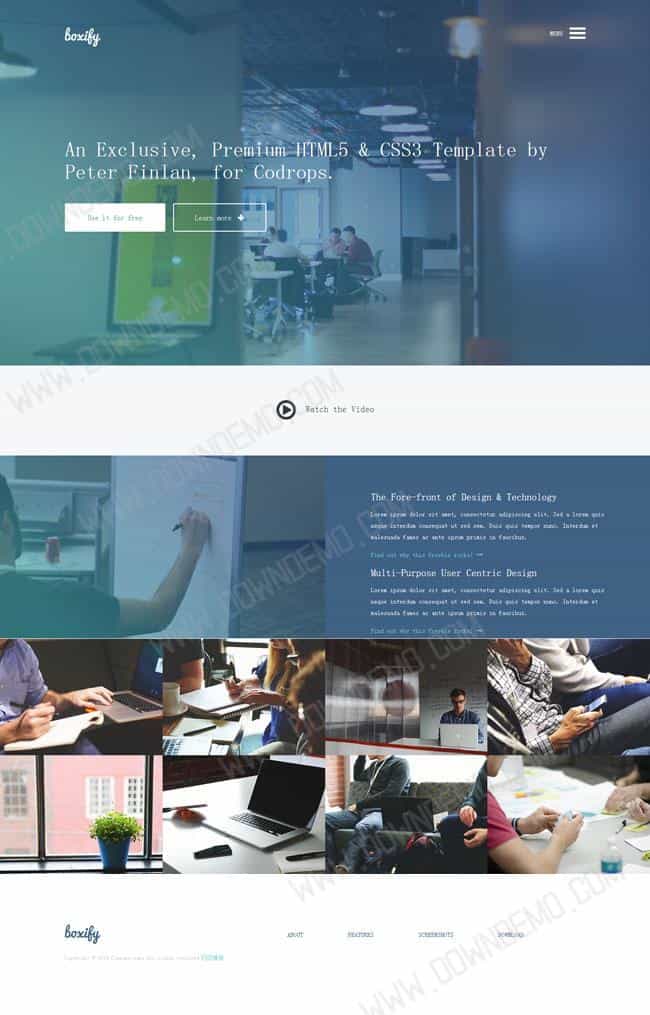 boxify
MENU
An Exclusive, Premium HTML5 & CSS3 Template by
Peter Finlan, for Codrops.
Use it for free
Learn more
Watch the Video
The Fore-front of Design & Technology
Lorem ipsum dolor sit amet, consectetur adipiscing elit. Sed a lorem quis
neque interdum consequat ut sed sem. Duis quis tempor nunc. Interdum et
malesuada fames ac ante ipsum primis in faucibus.
Find out why this freebie rocks!
Multi-Purpose User Centric Design
Lorem ipsum dolor sit amet, consectetur adipiscing elit. Sed a lorem quis
neque interdum consequat ut sed sem. Duis quis tempor nunc. Interdum et
malesuada fames ac ante ipsum primis in faucibus.
Find out why this freebie rocks!
boxify
ABOUT
FEATURES
SCREENSHOTS
DOWNLOAD
WWW.DOWNDEMO.COM